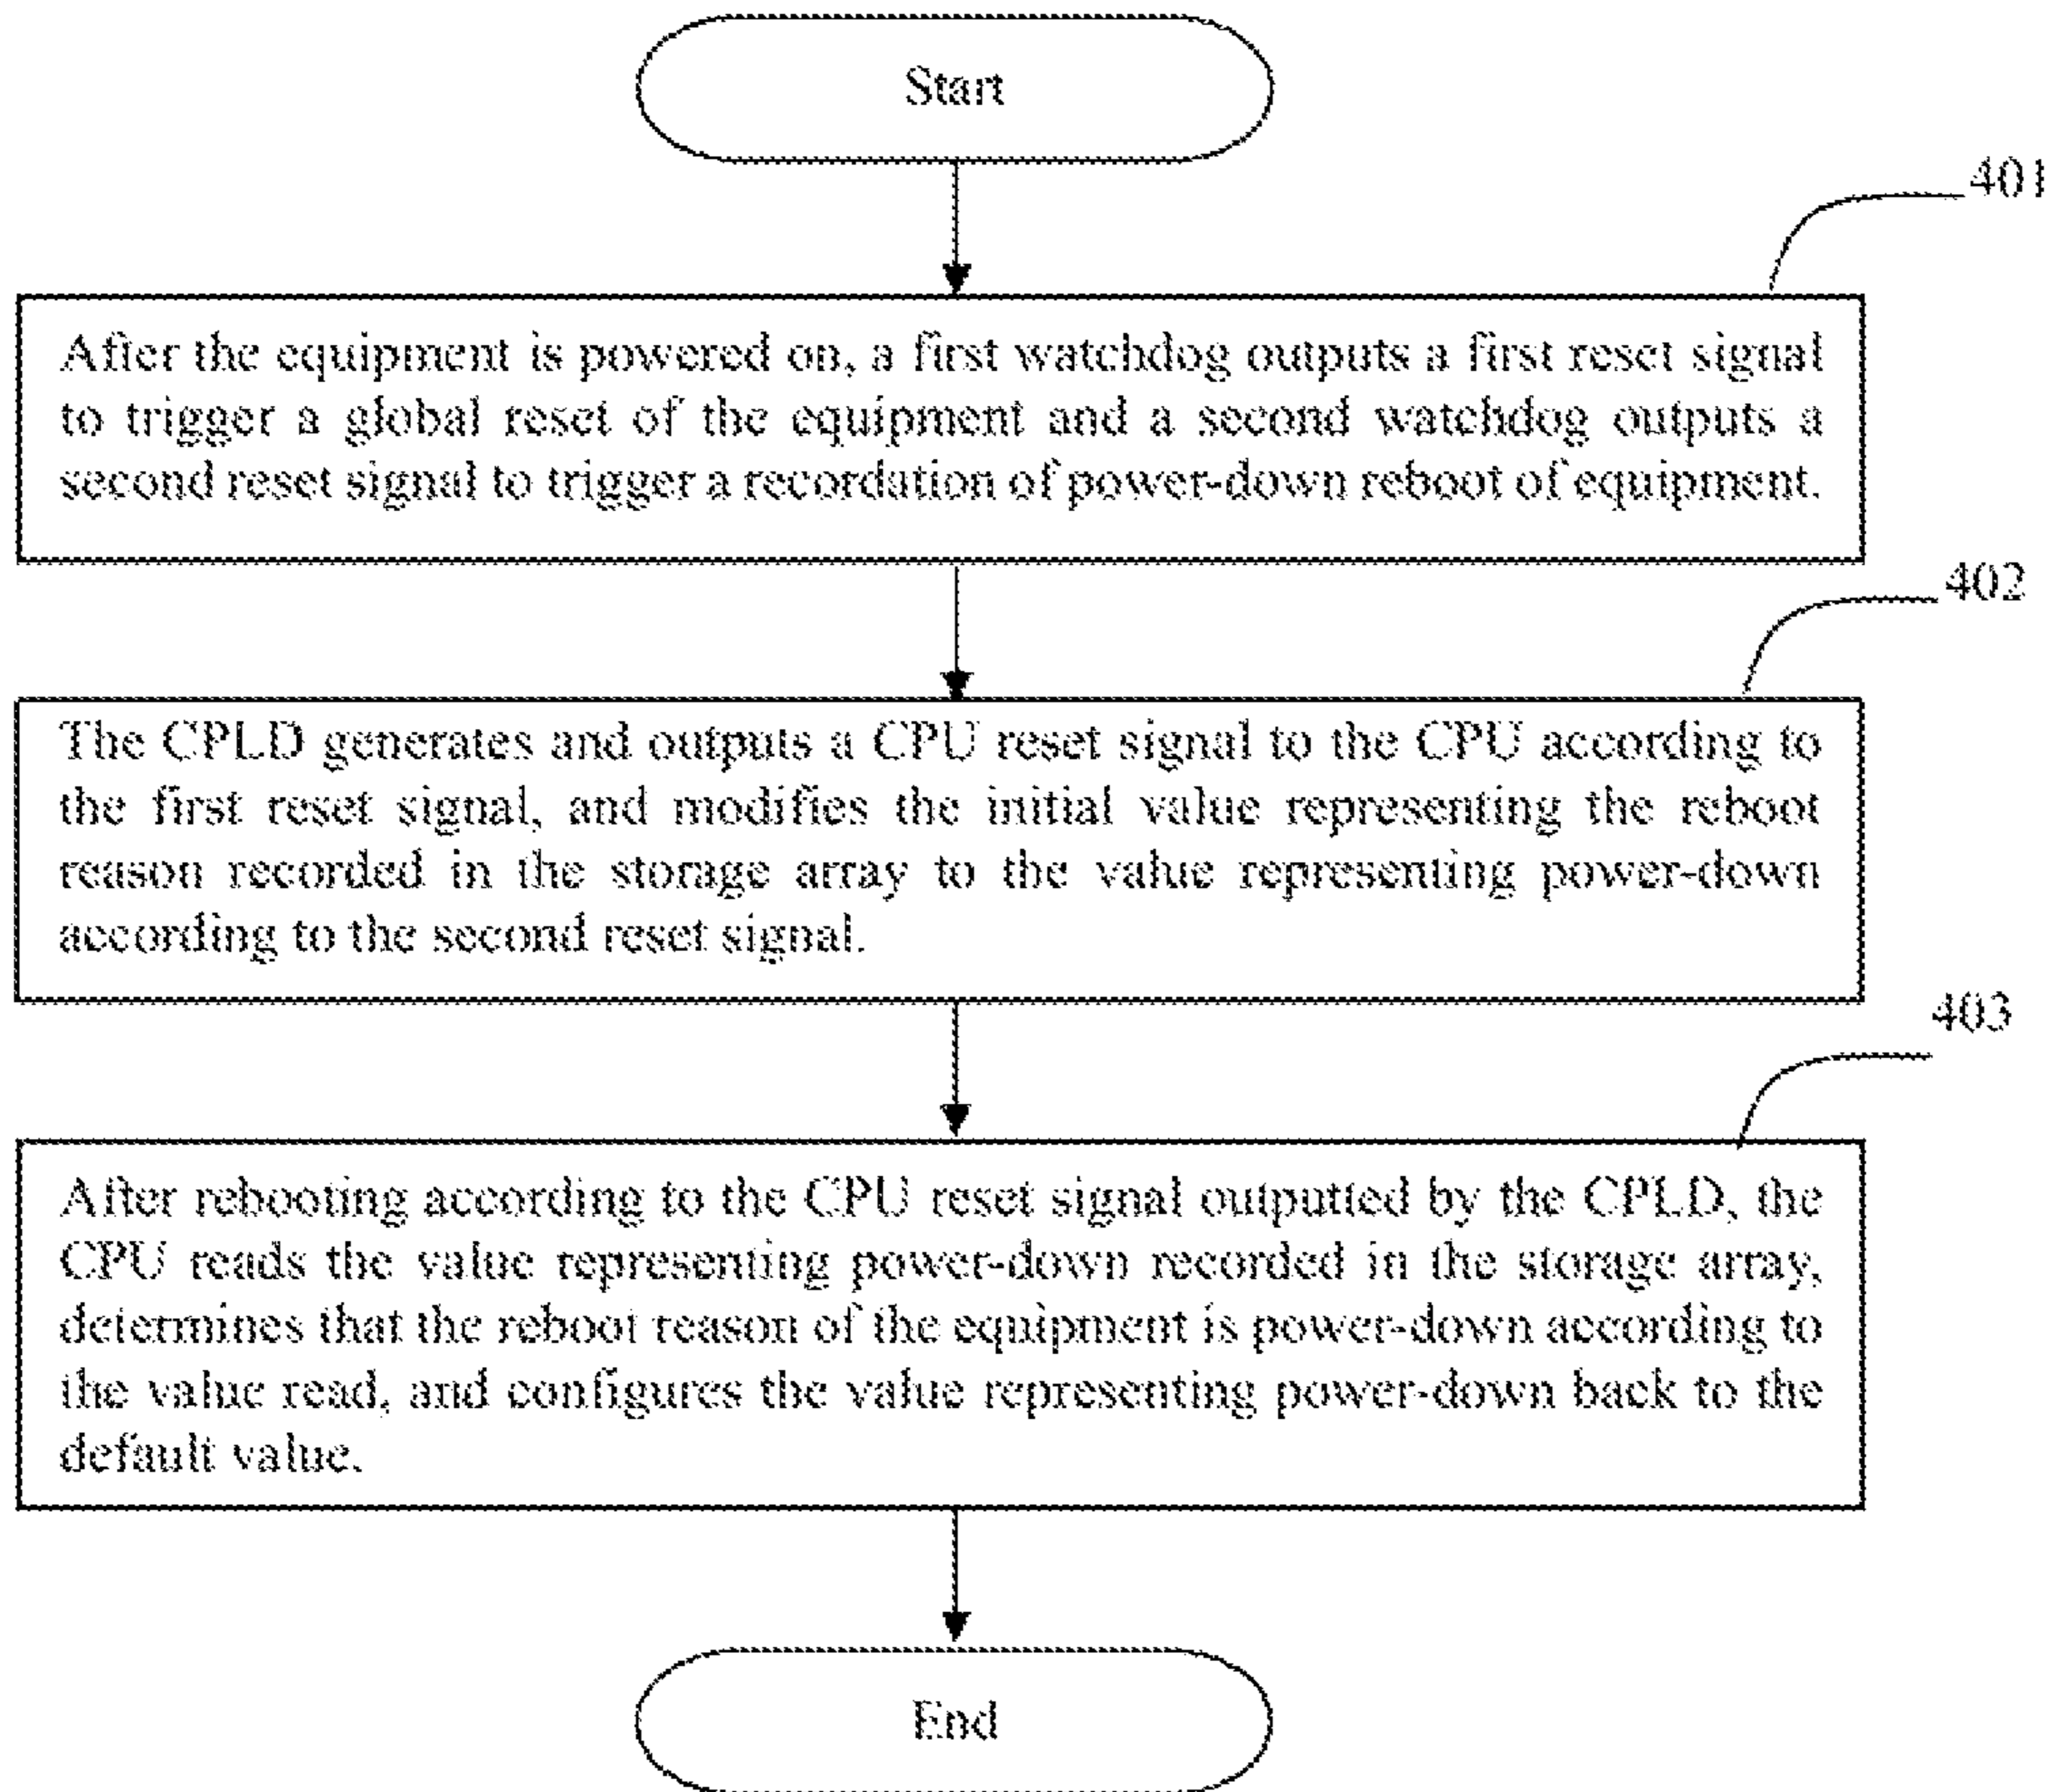 Start
401
After the equipment is powered on, a first watchdog outputs a first reset signal
to trigger a global reset of the equipment and a second watchdog outputs a
second reset signal to trigger a recordation of power-down reboot of equipment.
402
The CPLD generates and outputs a CPU reset signal to the CPU according to
the first reset signal, and modifies the initial value representing the reboot
reason recorded in the storage array to the value representing power-down
according to the second reset signal.
403
After rebooting according to the CPU reset signal outputted by the CPLD, the
CPU reads the value representing power-down recorded in the storage array,
determines that the reboot reason of the equipment is power-down according to
the value read, and configures the value representing power-down back to the
default value.
End